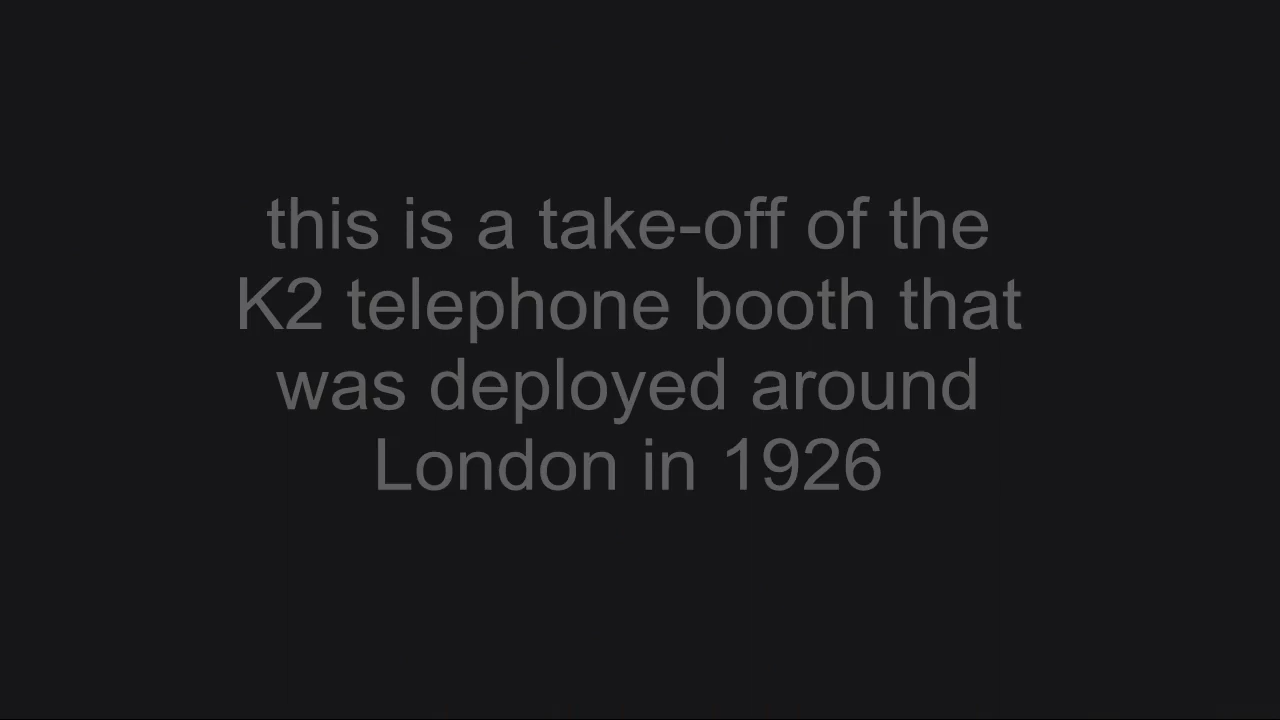 this is a take-off of the
K2 telephone booth that
was deployed around
London in 1926